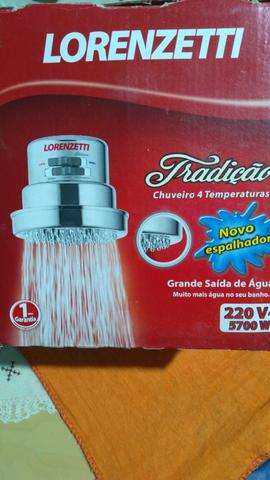 LORENZETTI
LORENZETTI
Tradição
Chuveiro 4 Temperaturas
Novo
espalhador
Grande Saída de Água
Muito mais água no seu banho.
1
Garantia
220 V~
5700 W